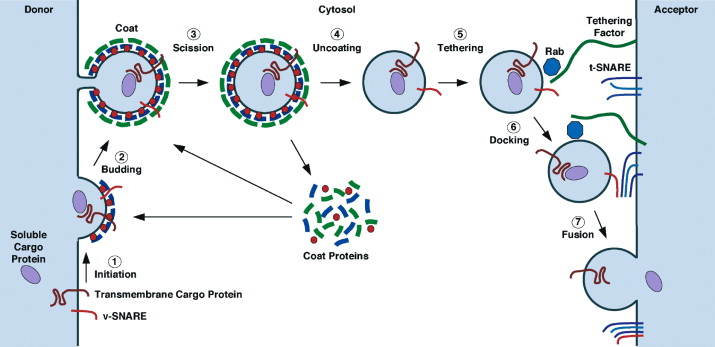 Donor
Cytosol
Acceptor
Coat
③
Scission
④
Uncoating
⑤
Tethering
Rab
Tethering
Factor
t-SNARE
⑥
Docking
②
Budding
⑦
Fusion
Soluble
Cargo
Protein
Coat Proteins
①
Initiation
Transmembrane Cargo Protein
v-SNARE